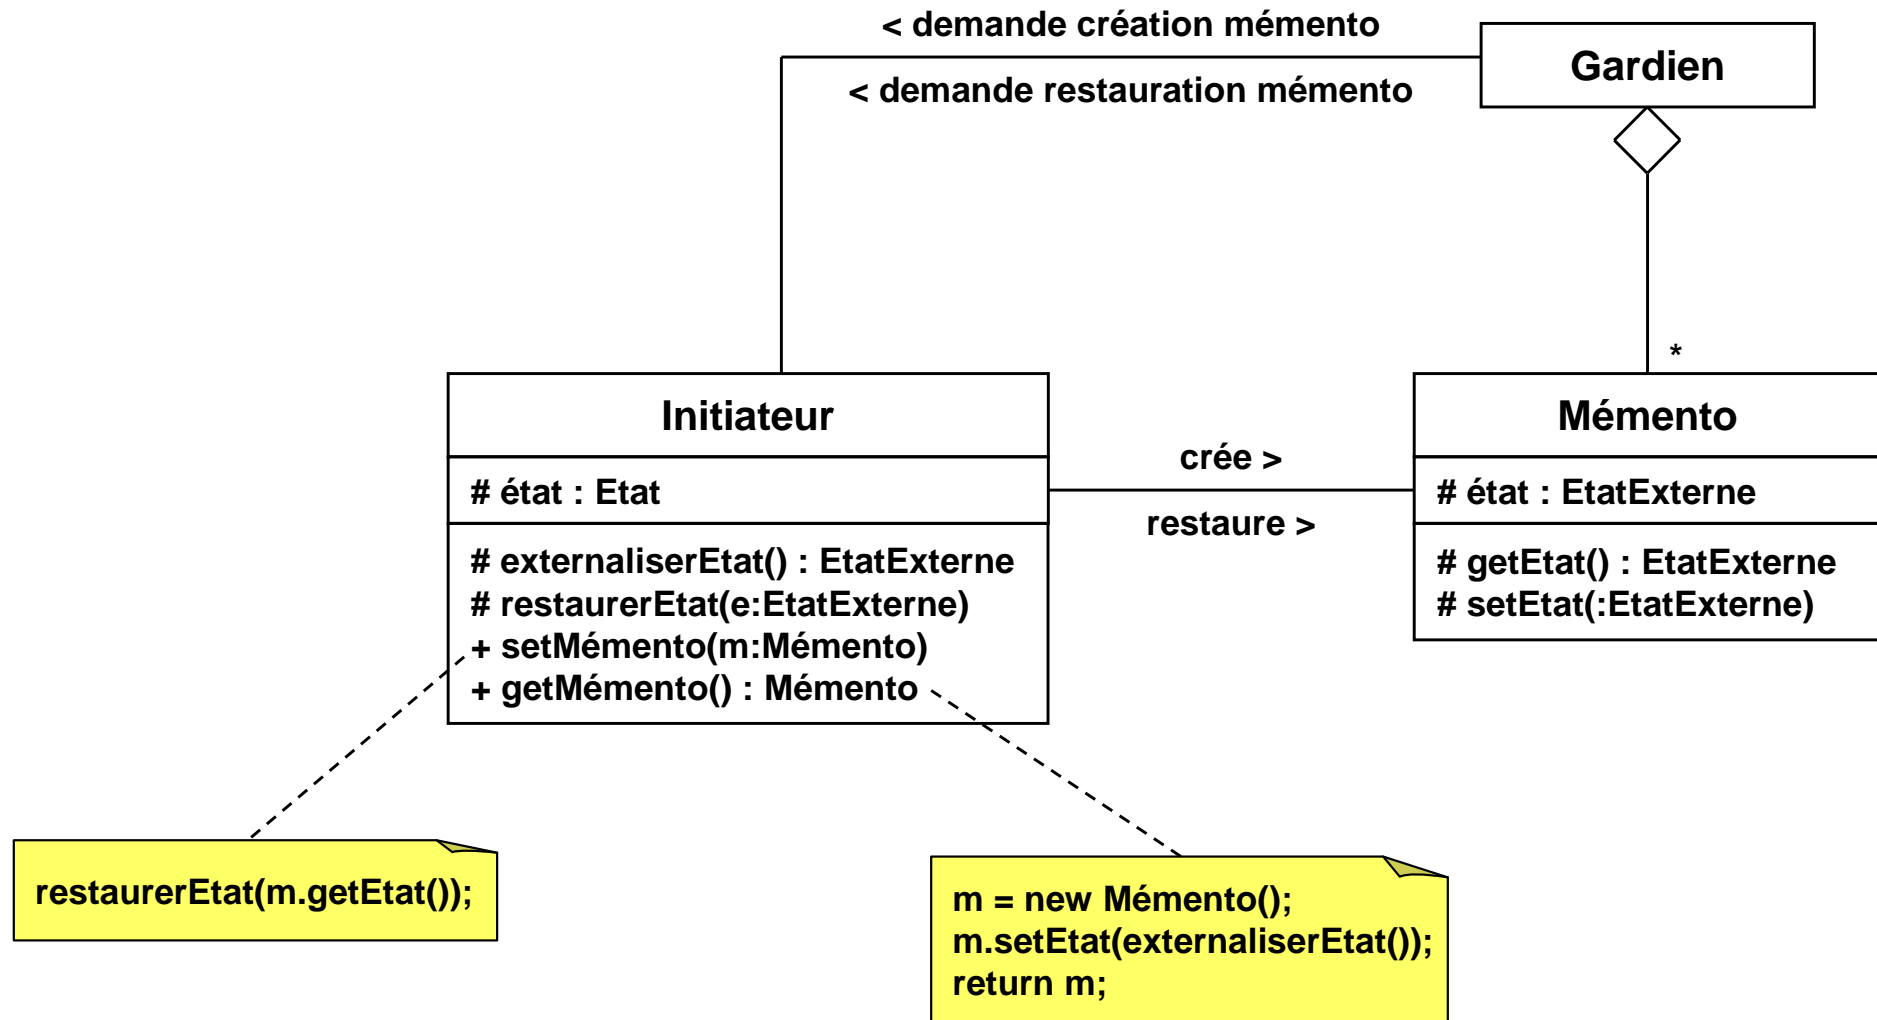 < demande création mémento
Gardien
< demande restauration mémento
*
Initiateur
# état : Etat
# externaliserEtat() : EtatExterne
# restaurerEtat(e:EtatExterne)
+ setMémento(m:Mémento)
+ getMémento() : Mémento
crée >
restaure >
Mémento
# état : EtatExterne
# getEtat() : EtatExterne
# setEtat(:EtatExterne)
restaurerEtat(m.getEtat());
m = new Mémento();
m.setEtat(externaliserEtat());
return m;